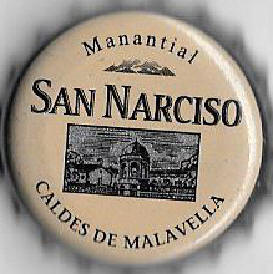 Manantial
SAN NARCISO
CALDES DE MALAVELLA